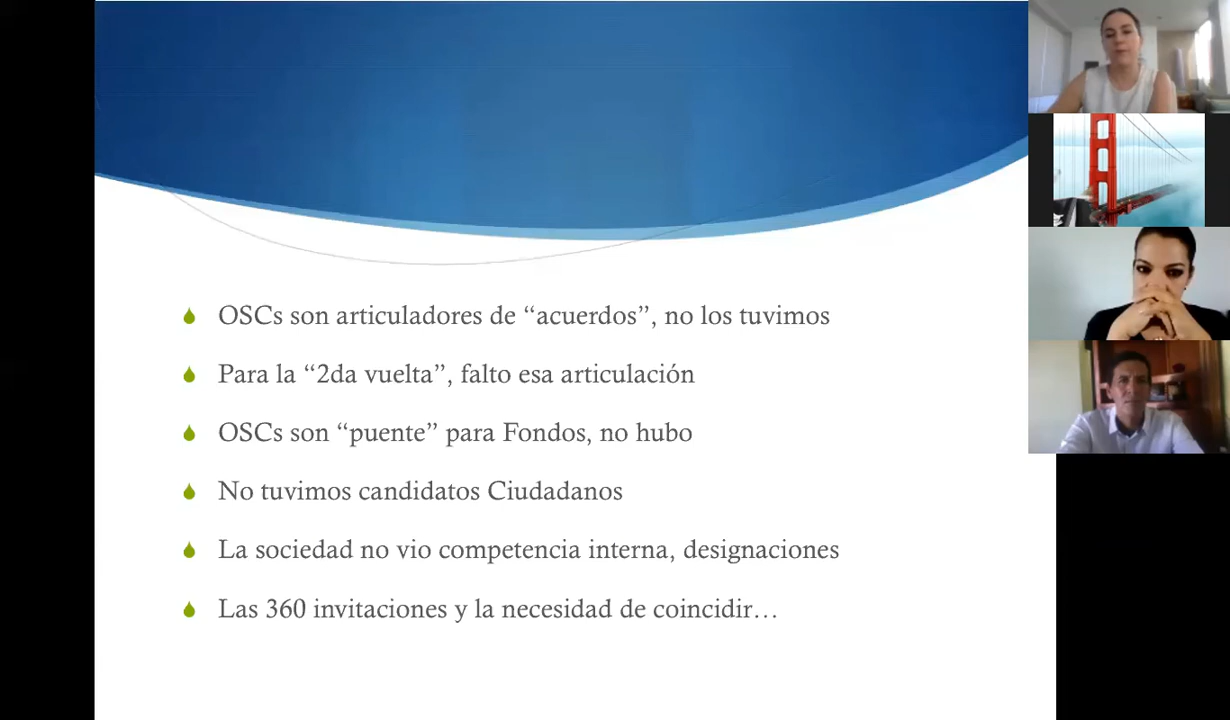 OSCs son articuladores de “acuerdos”, no los tuvimos
Para la “2da vuelta”, falto esa articulación
OSCs son “puente” para Fondos, no hubo
No tuvimos candidatos Ciudadanos
La sociedad no vio competencia interna, designaciones
Las 360 invitaciones y la necesidad de coincidir…